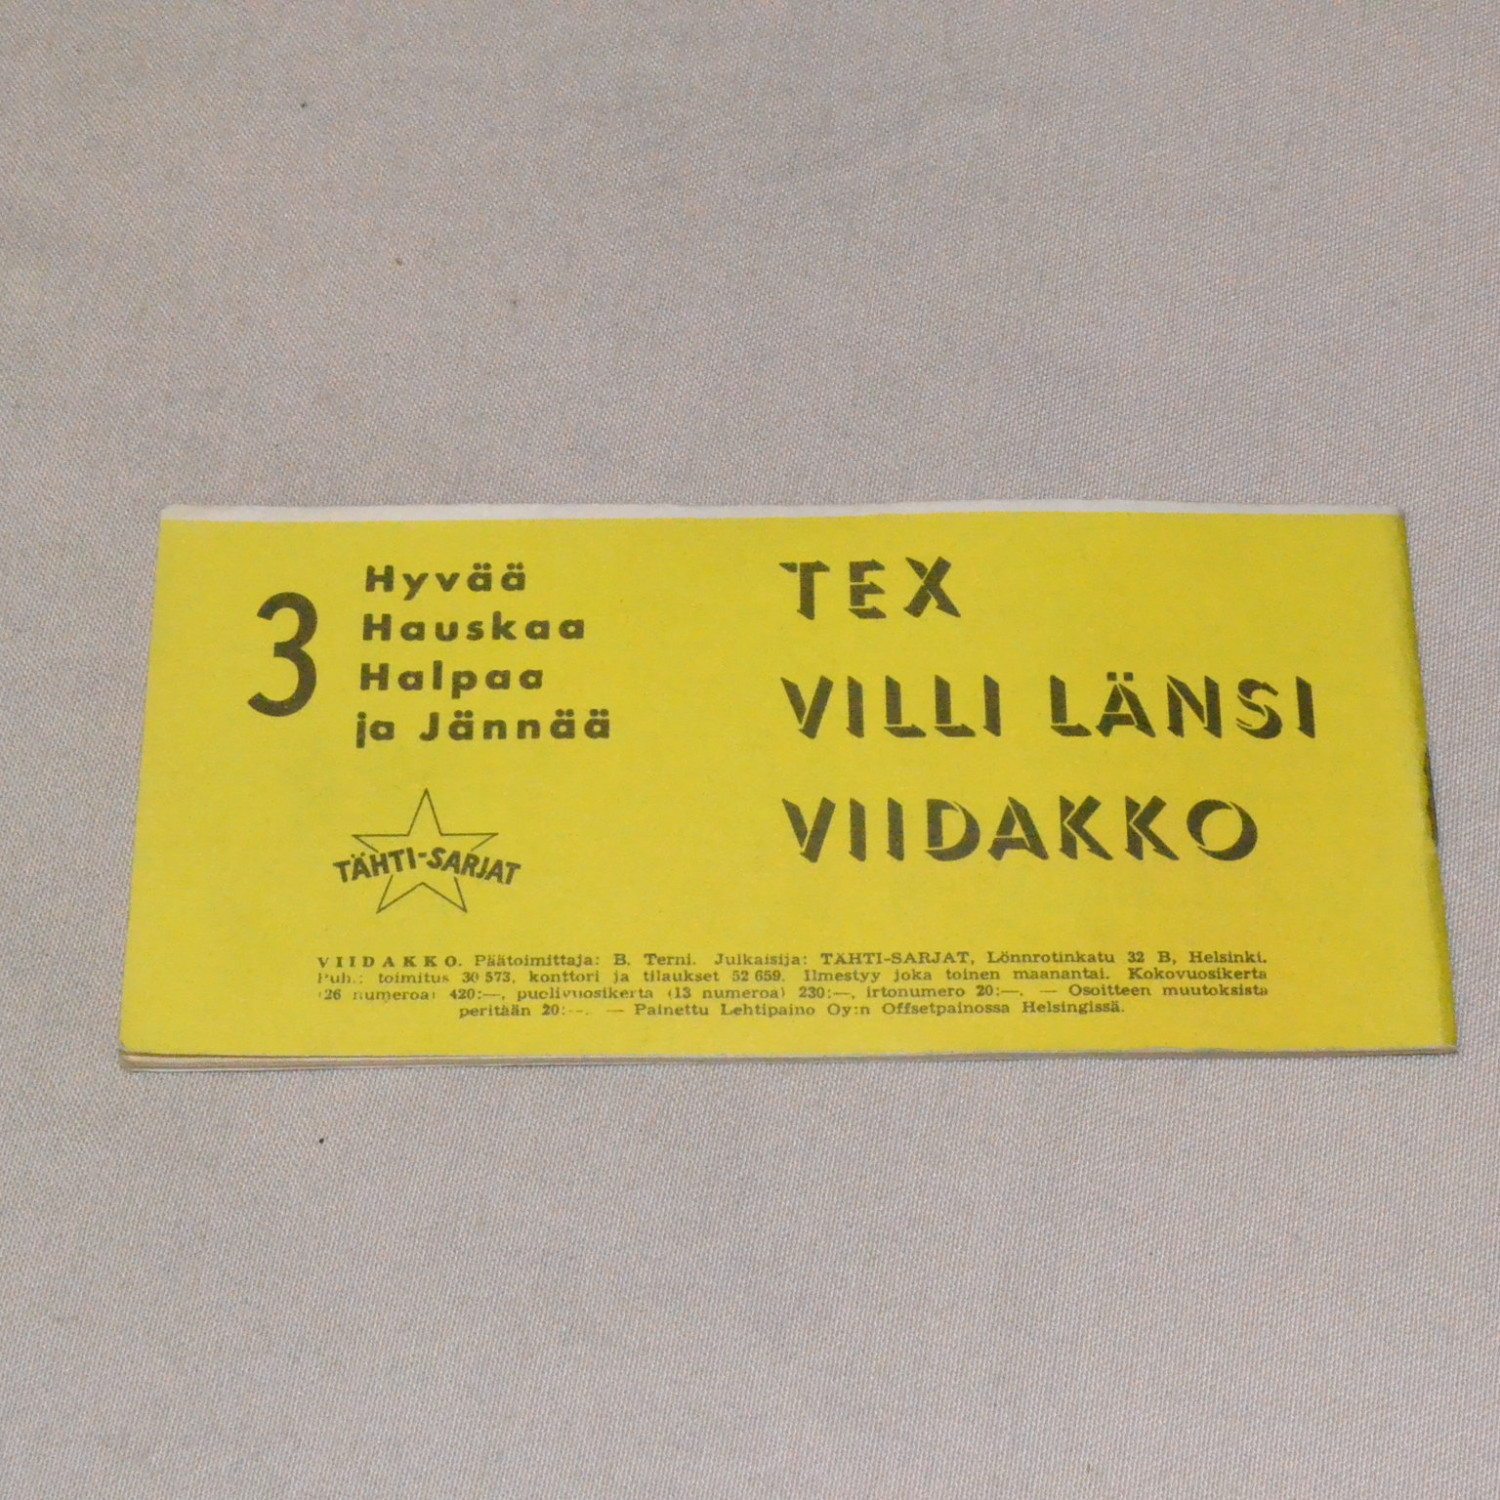 3
Hyvää
Hauskaa
Halpaa
ja Jännää
TÄHTI-SARJAT
TEX
VILLI LÄNSI
VIIDAKKO
VIIDAKKO. Päätoimittaja: B. Terni. Julkaisija: TÄHTI-SARJAT, Lönnrotinkatu 32 B, Helsinki.
Puh.: toimitus 30 573, konttori ja tilaukset 52 659. Ilmestyy joka toinen maanantai. Kokovuosikerta
(26 numeroa) 420:—, puolivuosikerta (13 numeroa) 230:—, irtonumero 20:—. — Osoitteen muutoksista
peritään 20:—. — Painettu Lehtipaino Oy:n Offsetpainossa Helsingissä.